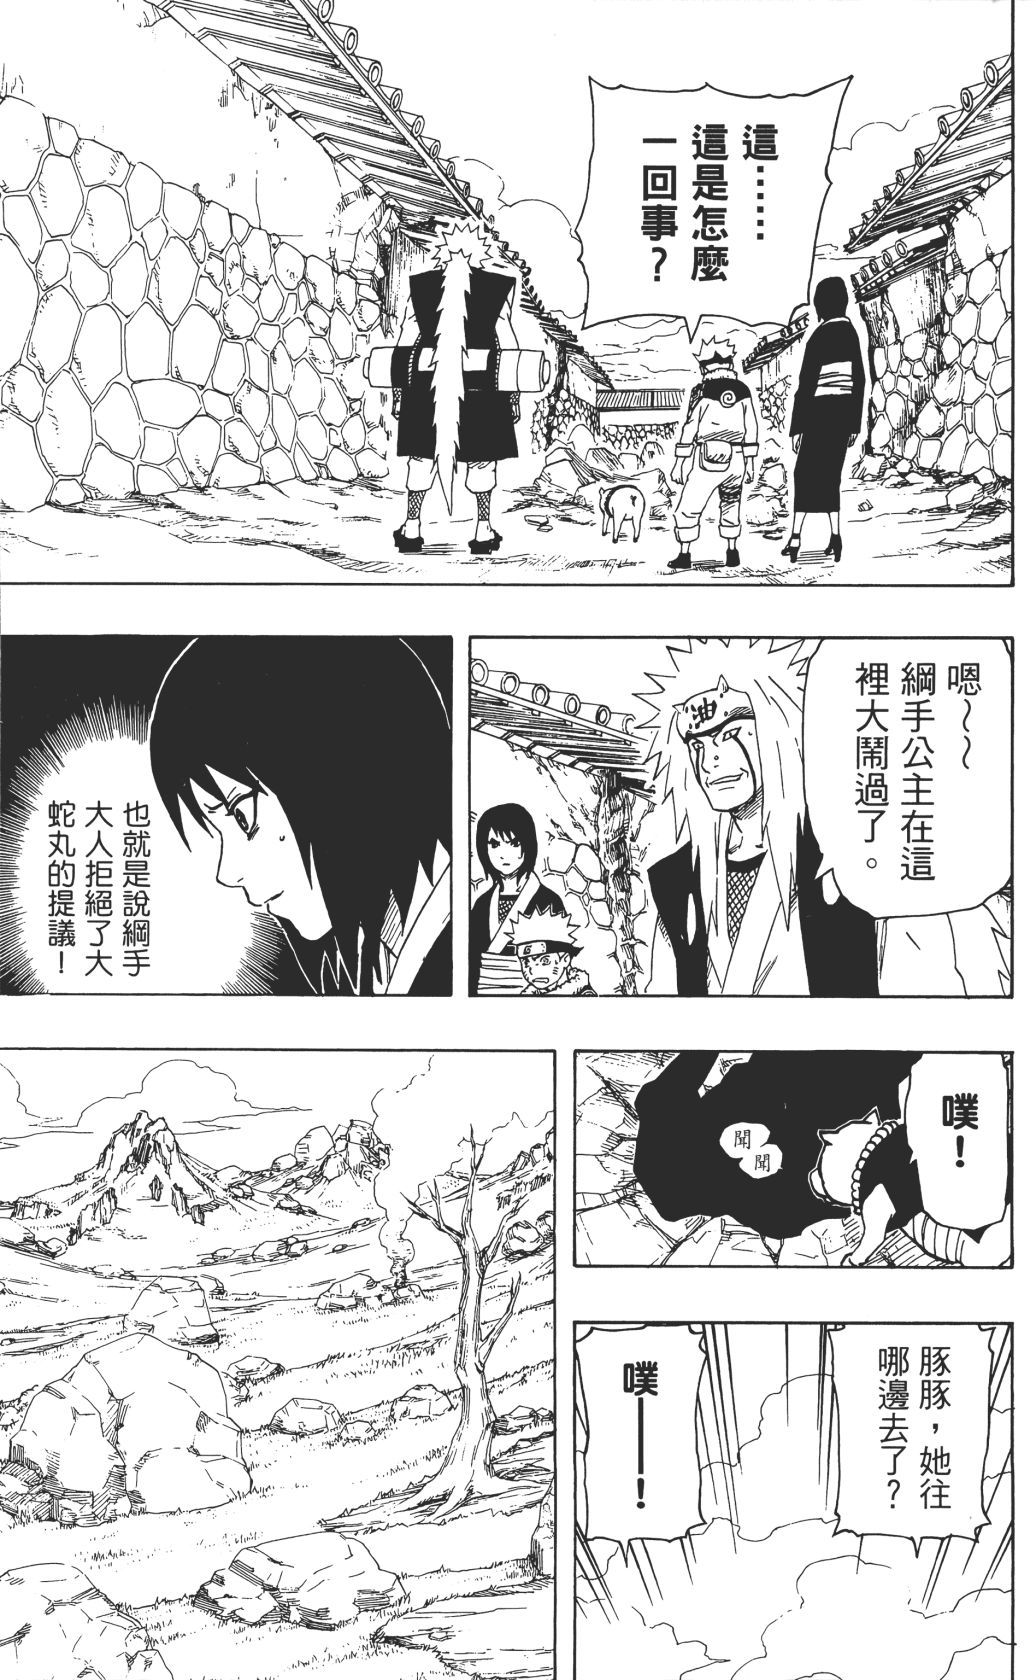 這……
這是怎麼
一回事？
嗯～～
綱手公主在這
裡大鬧過了。
油
也就是說綱手
大人拒絕了大
蛇丸的提議！
噗！
聞
聞
豚豚，她往
哪邊去了？
噗——！